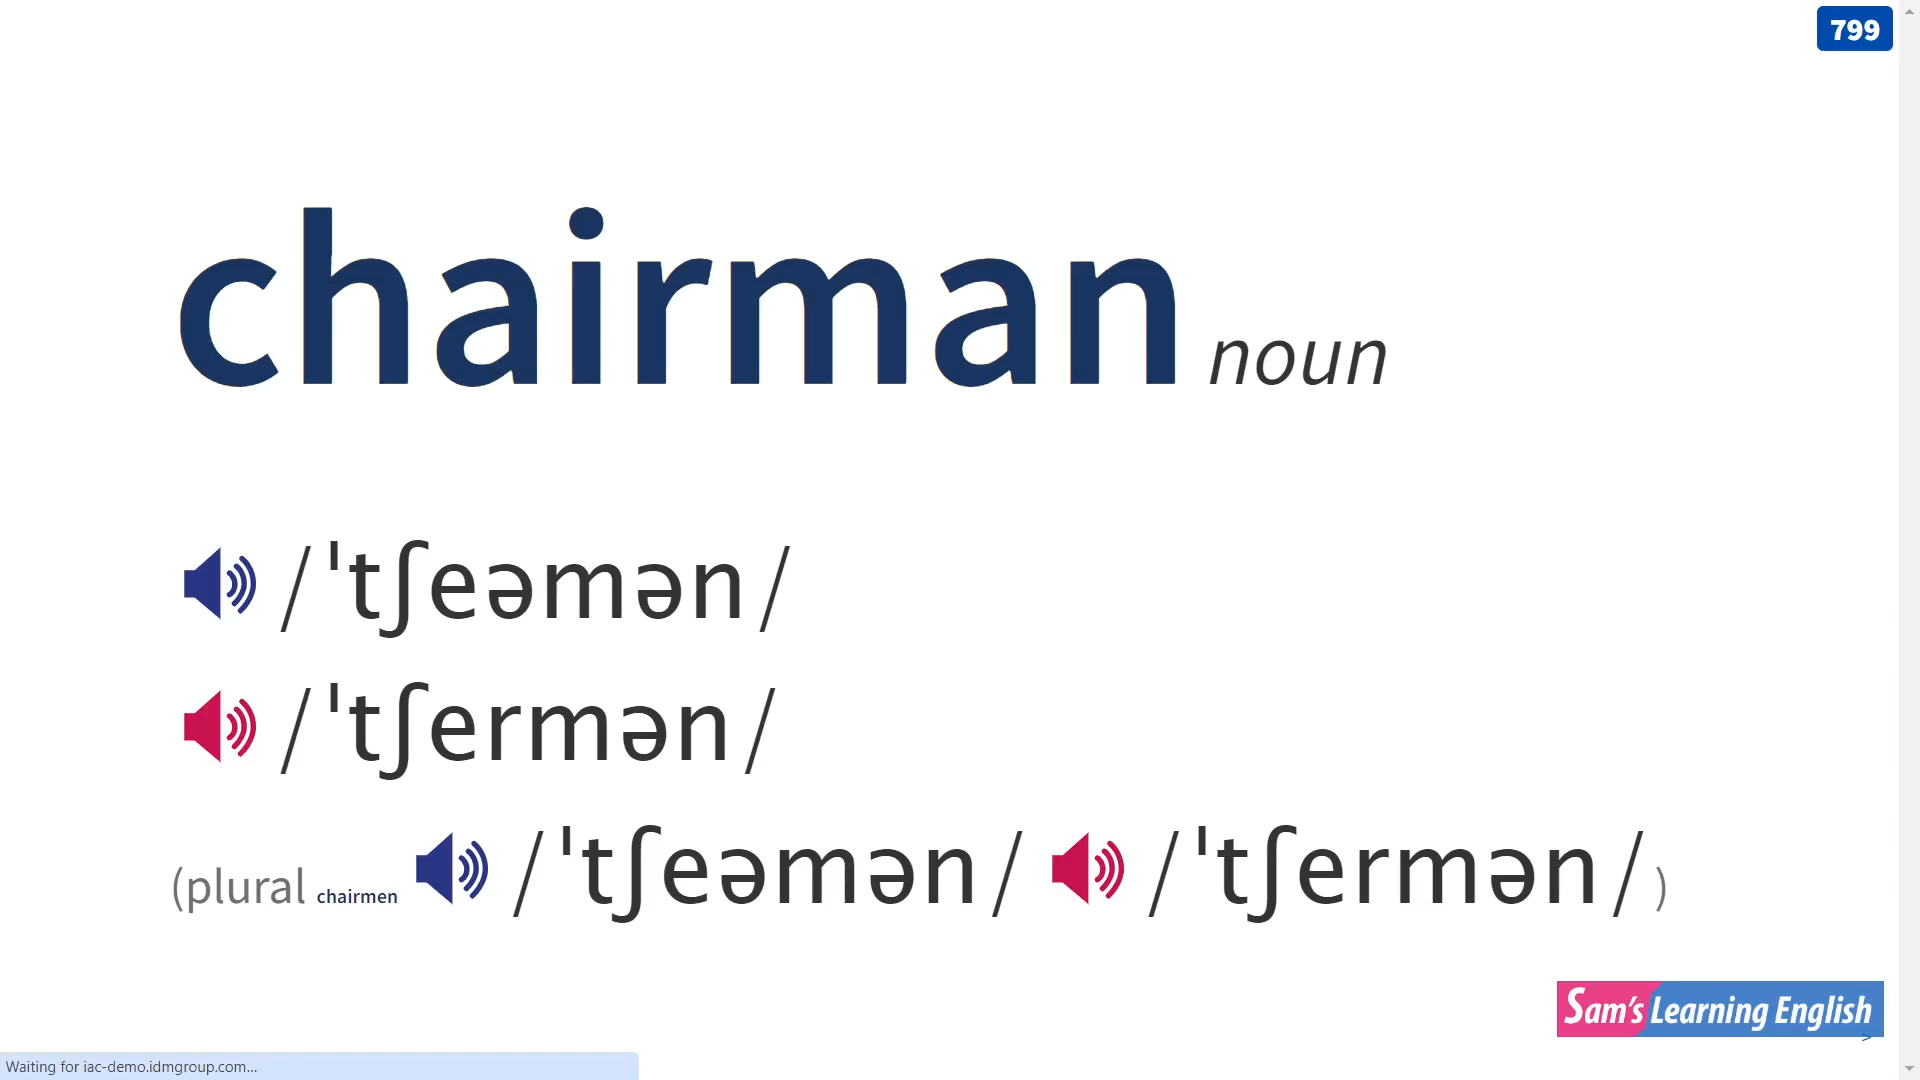 799
chairman noun
/ˈtʃeəmən/
/ˈtʃermən/
(plural chairmen /ˈtʃeəmən/ /ˈtʃermən/ )
Sam's Learning English
>
Waiting for iac-demo.idmgroup.com...